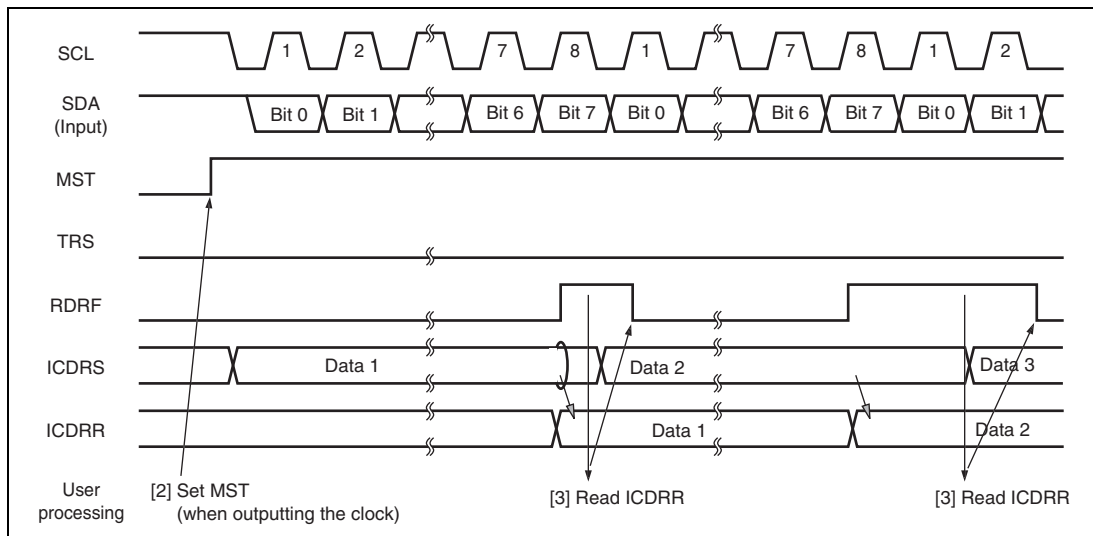 SCL 1 2 7 8 1 7 8 1 2
SDA
(Input) Bit 0 Bit 1 Bit 6 Bit 7 Bit 0 Bit 6 Bit 7 Bit 0 Bit 1
MST
TRS
RDRF
ICDRS Data 1 Data 2 Data 3
ICDRR Data 1 Data 2
User
processing
[2] Set MST
(when outputting the clock)
[3] Read ICDRR
[3] Read ICDRR